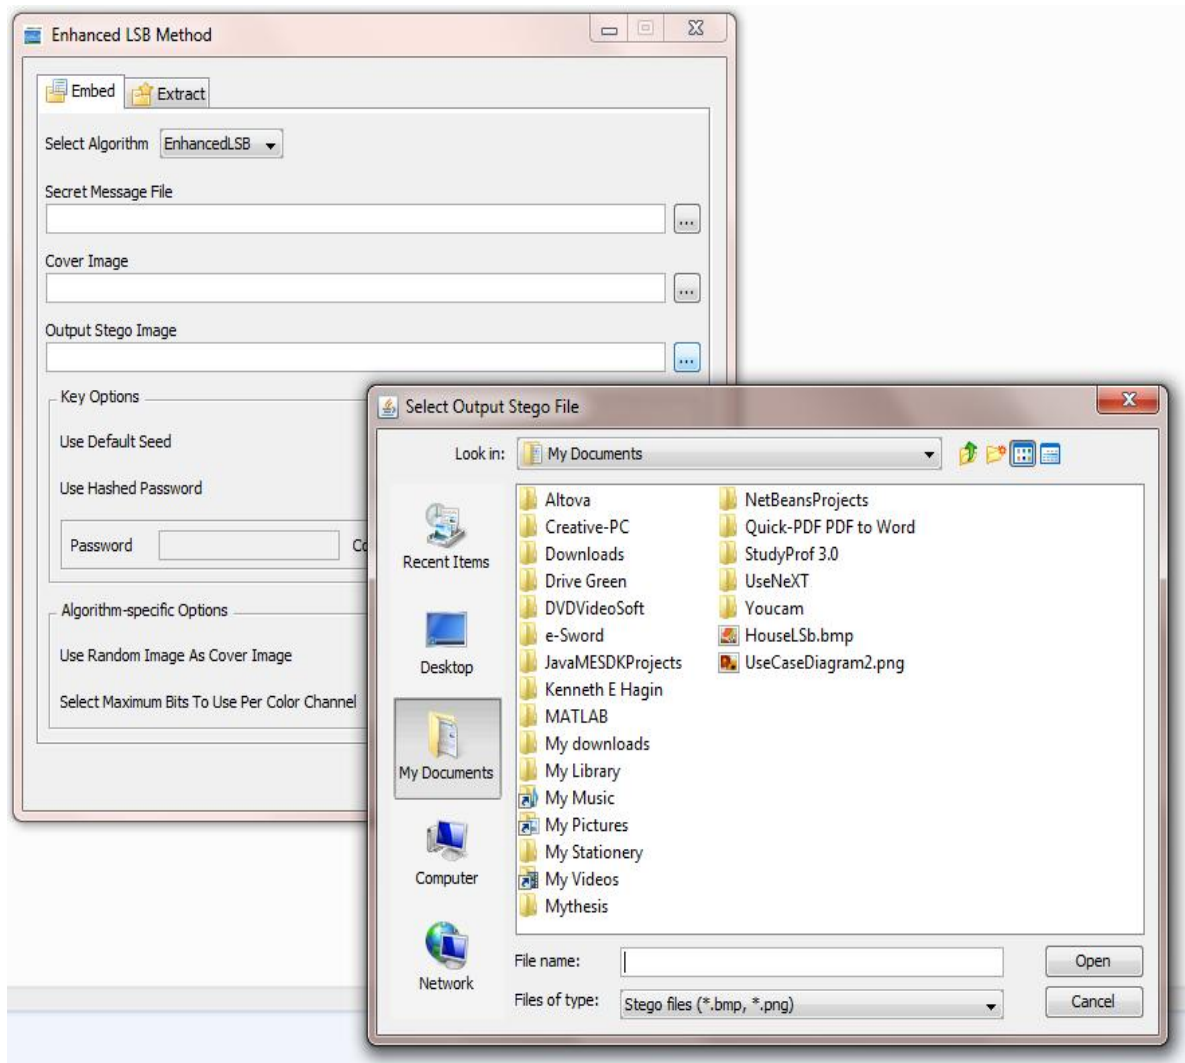 Enhanced LSB Method
Embed Extract
Select Algorithm EnhancedLSB
Secret Message File
...
Cover Image
...
Output Stego Image
...
Key Options
Use Default Seed
Use Hashed Password
Password Co
Algorithm-specific Options
Use Random Image As Cover Image
Select Maximum Bits To Use Per Color Channel
Select Output Stego File
Look in: My Documents
Recent Items
Desktop
My Documents
Computer
Network
Altova
Creative-PC
Downloads
Drive Green
DVDVideoSoft
e-Sword
JavaMESDKProjects
Kenneth E Hagin
MATLAB
My downloads
My Library
My Music
My Pictures
My Stationery
My Videos
Mythesis
NetBeansProjects
Quick-PDF PDF to Word
StudyProf 3.0
UseNeXT
Youcam
HouseLSb.bmp
UseCaseDiagram2.png
File name: Open
Files of type: Stego files (*.bmp, *.png) Cancel